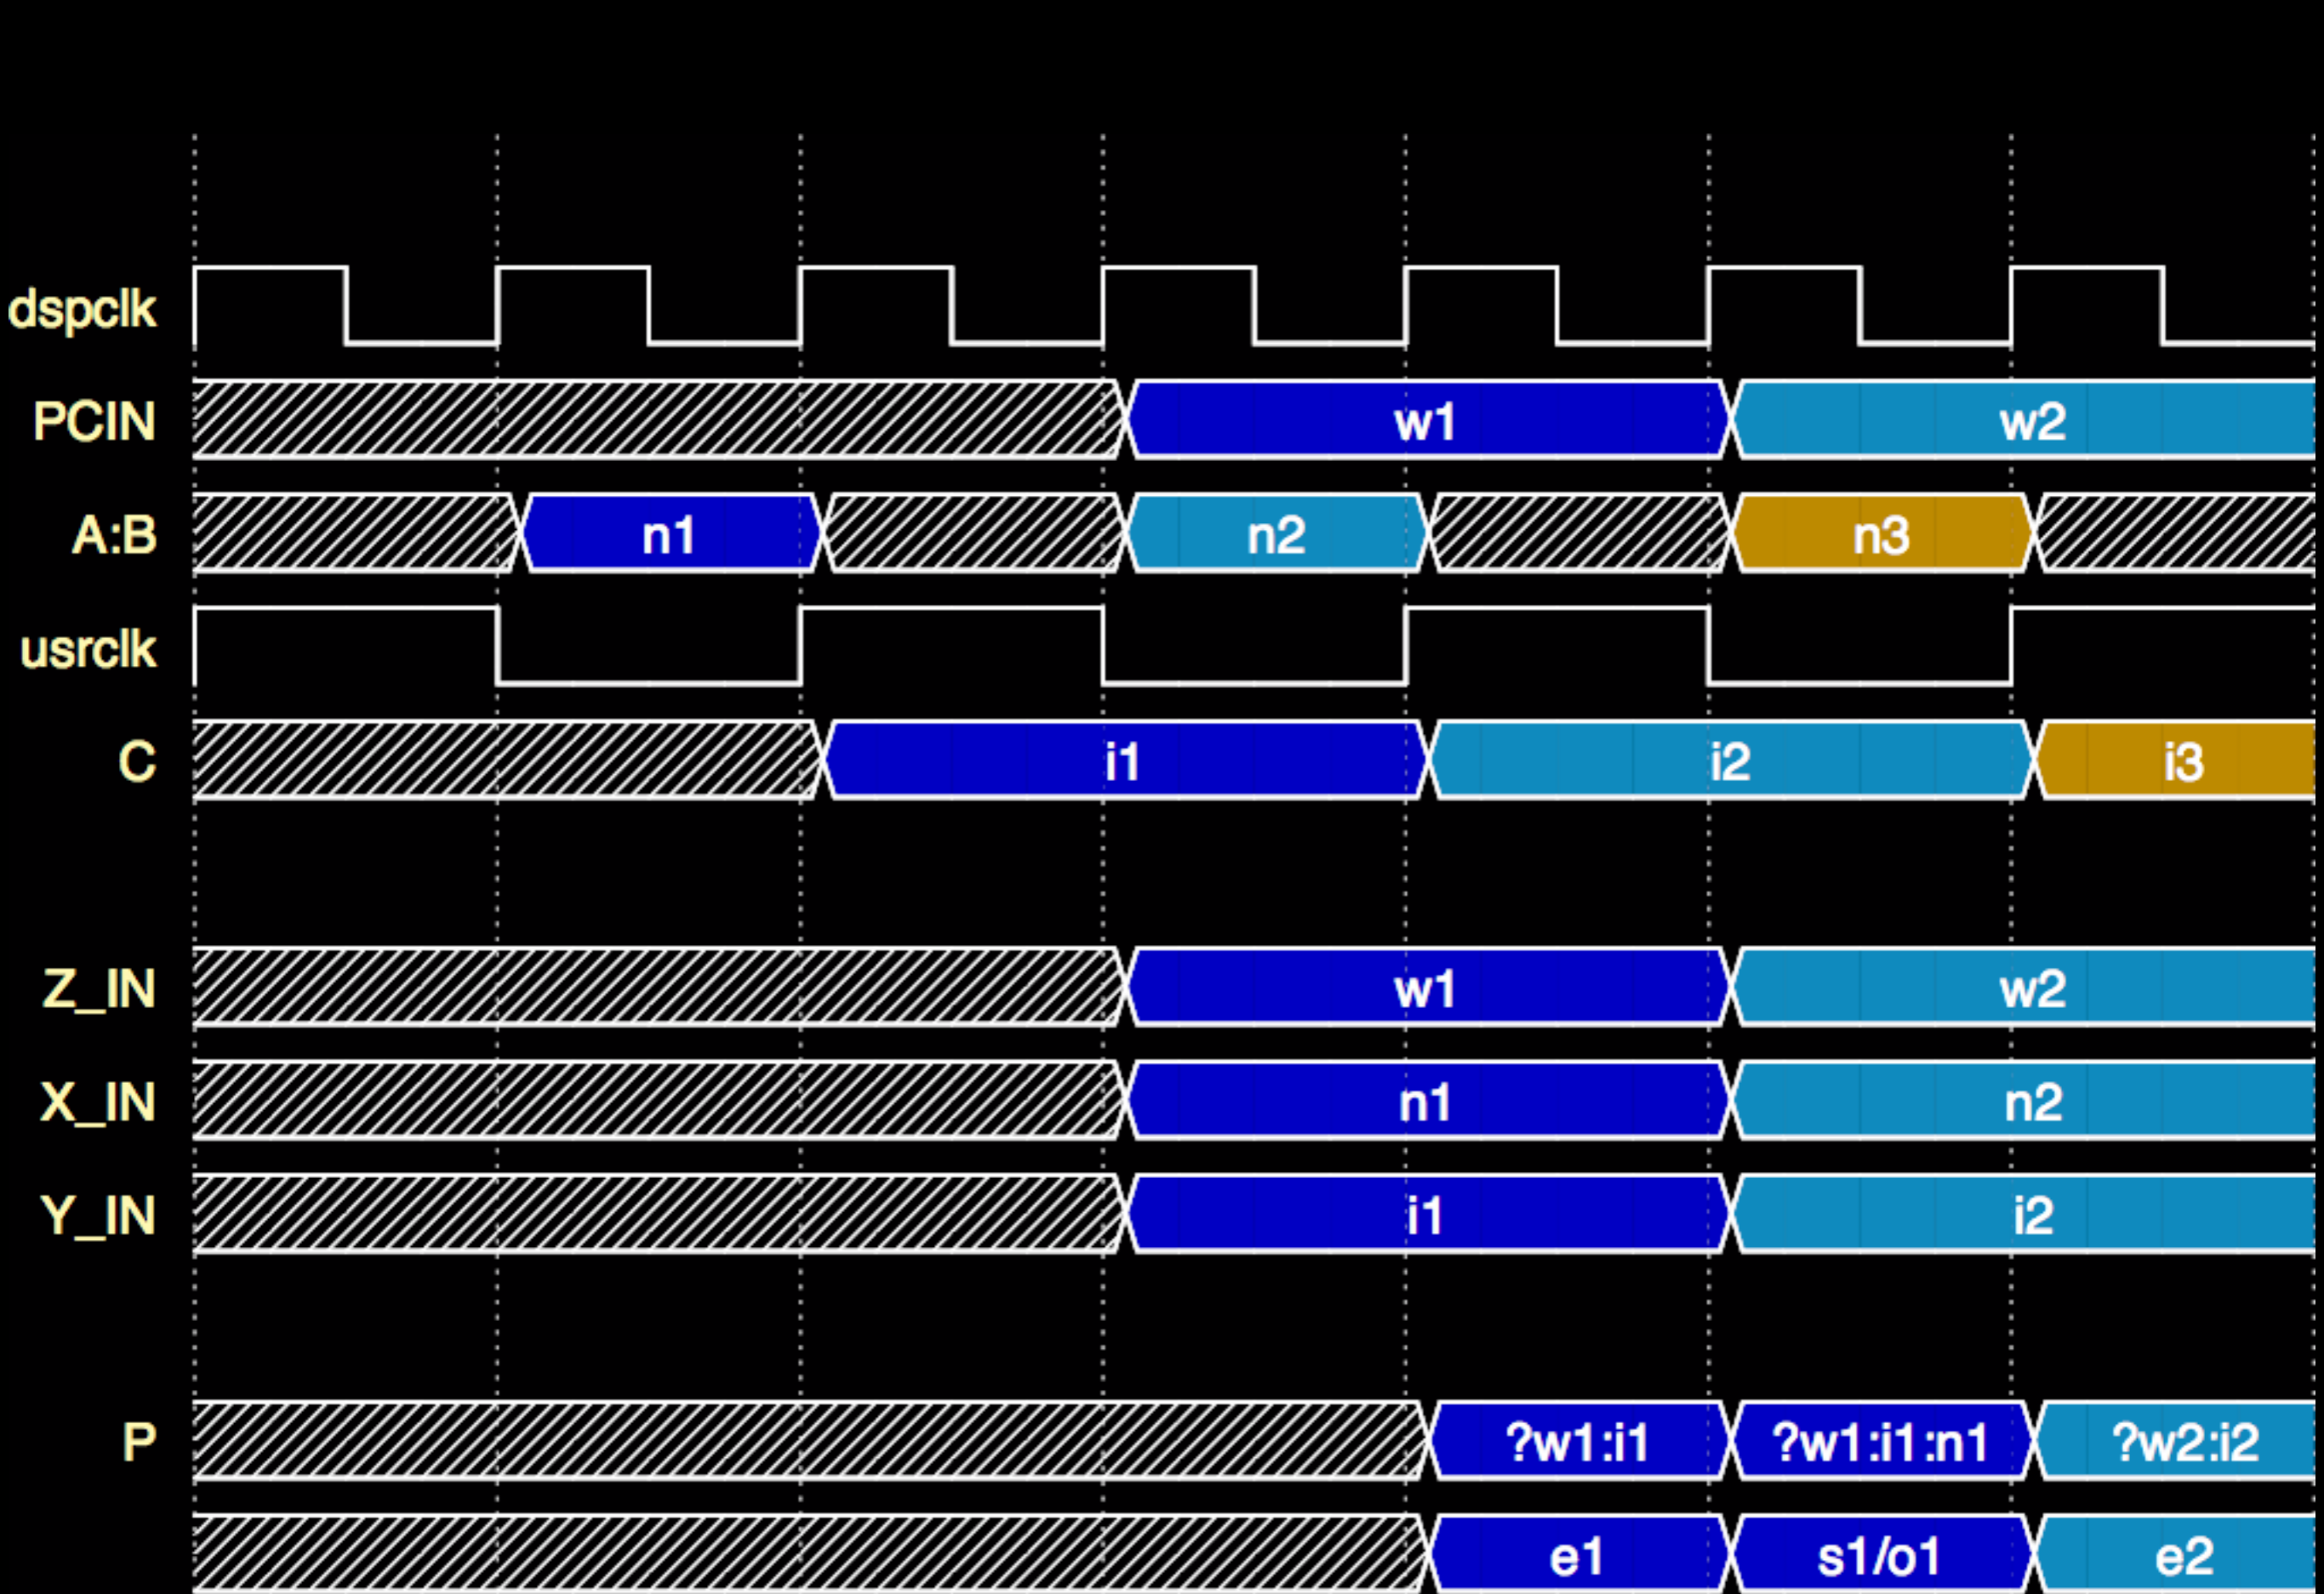 dspclk
PCIN w1 w2
A:B n1 n2 n3
usrclk
C i1 i2 i3
Z_IN w1 w2
X_IN n1 n2
Y_IN i1 i2
P ?w1:i1 ?w1:i1:n1 ?w2:i2
e1 s1/o1 e2